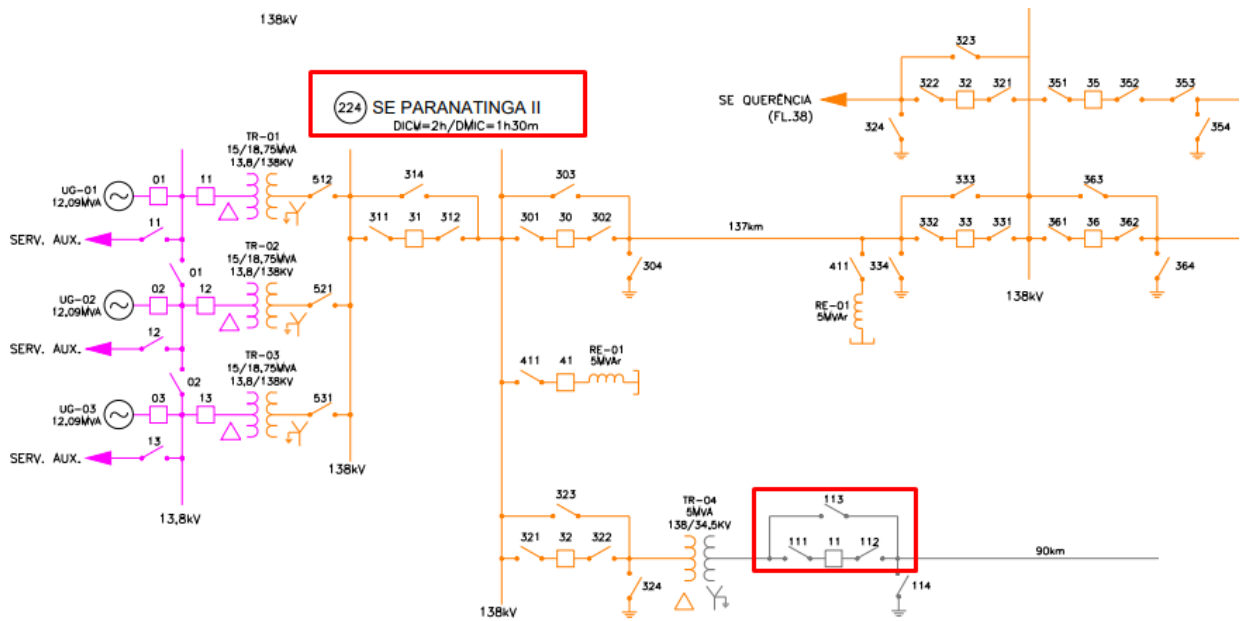 138kV
224 SE PARANATINGA II
DICM=2h/DMIC=1h30m
323
322
32
321
351
35
352
353
SE QUERÊNCIA
(FL.38)
324
354
TR-01
15/18,75MVA
13,8/138KV
UG-01
12,09MVA
01
11
512
314
303
333
363
311
31
312
301
30
302
137km
332
33
331
361
36
362
11
SERV. AUX.
TR-02
15/18,75MVA
13,8/138KV
01
304
411
334
364
UG-02
12,09MVA
02
12
521
RE-01
5MVAr
138kV
12
SERV. AUX.
TR-03
15/18,75MVA
13,8/138KV
02
411
41
RE-01
5MVAr
UG-03
12,09MVA
03
13
531
13
SERV. AUX.
138kV
13,8kV
323
TR-04
5MVA
138/34,5KV
113
321
32
322
111
11
112
90km
324
114
138kV